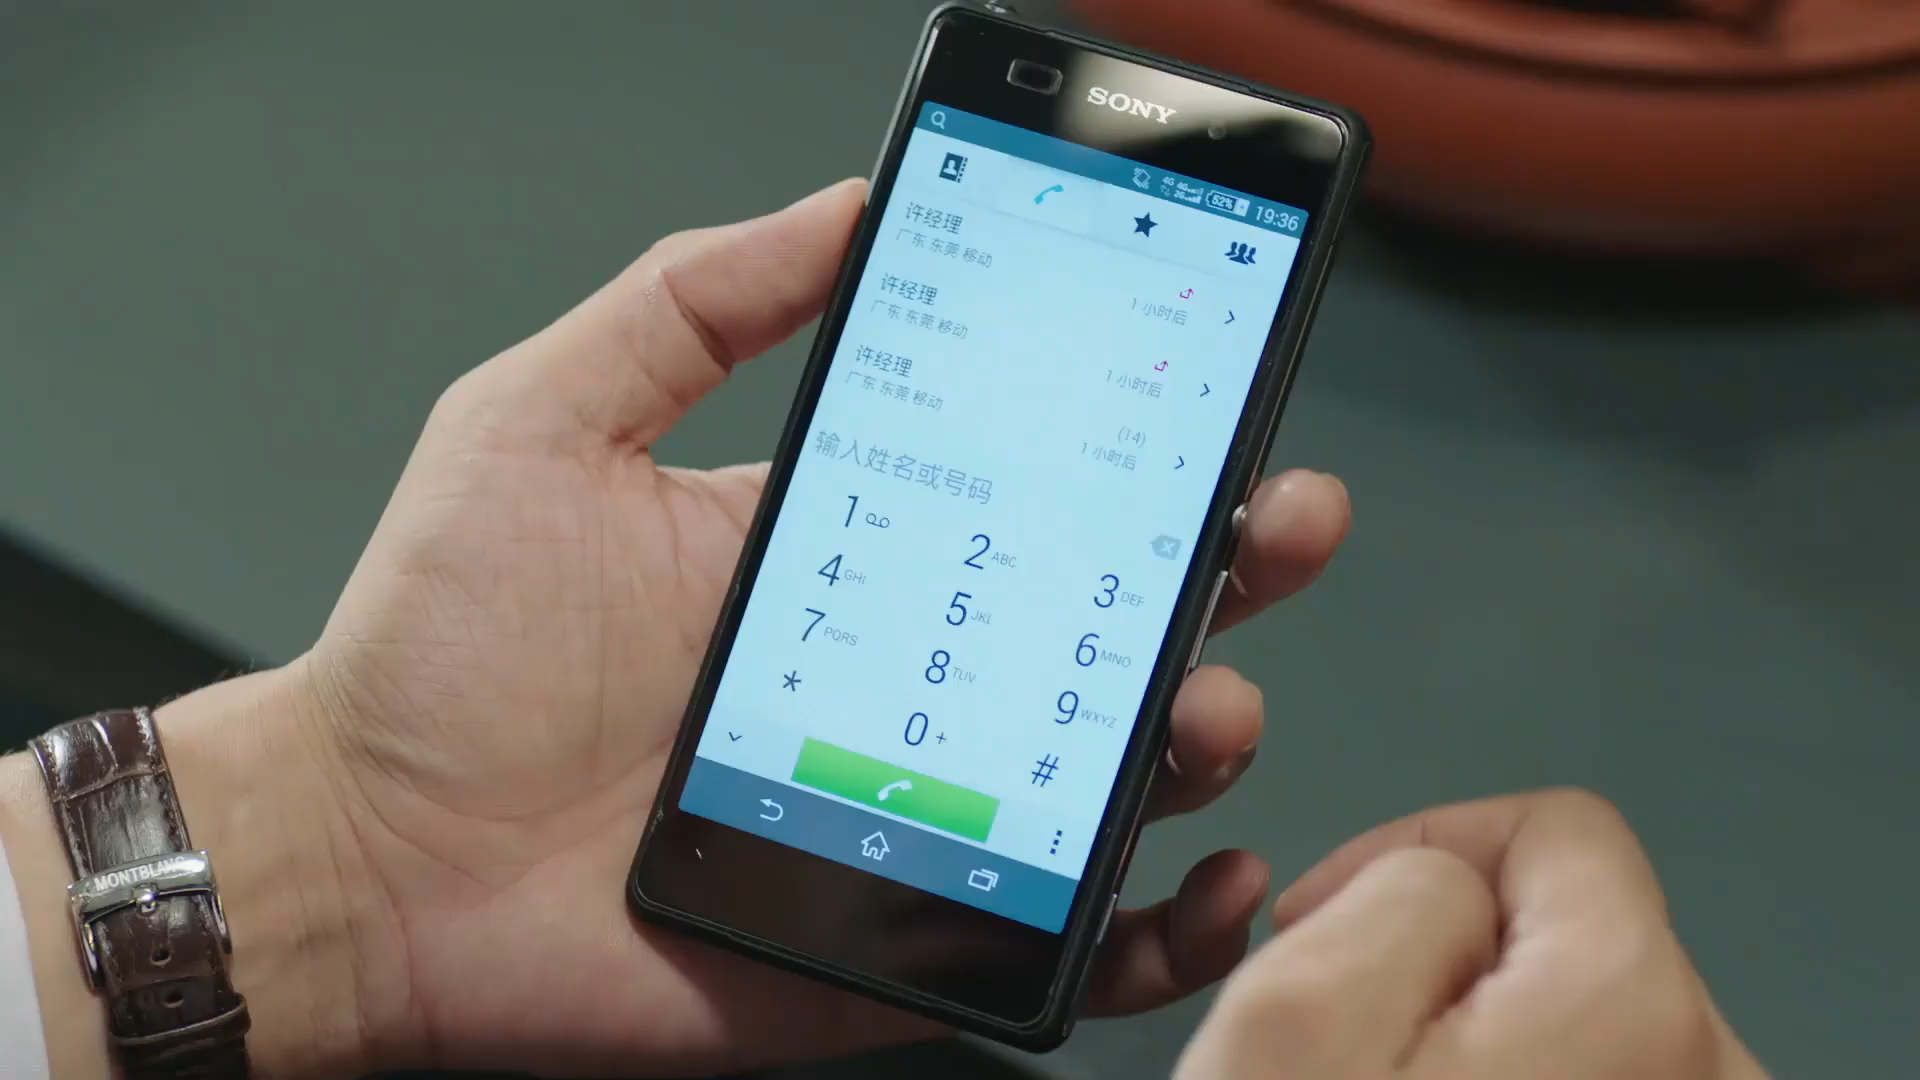 SONY
4G 4G 2G 52% 19:36
许经理
广东 东莞 移动
1 小时后
许经理
广东 东莞 移动
1 小时后
许经理
广东 东莞 移动
(14)
1 小时后
输入姓名或号码
1
2 ABC
3 DEF
4 GHI
5 JKL
6 MNO
7 PQRS
8 TUV
9 WXYZ
*
0 +
#
MONTBLANC